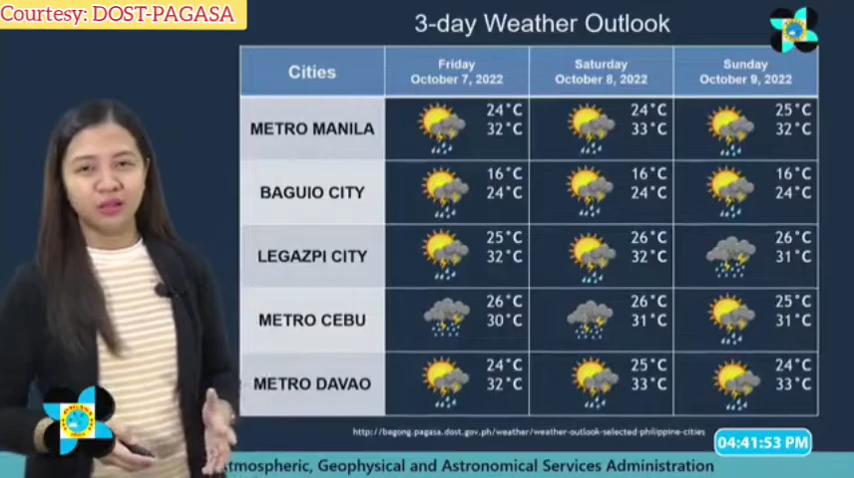 Courtesy: DOST-PAGASA
3-day Weather Outlook
Cities
Friday
October 7, 2022
Saturday
October 8, 2022
Sunday
October 9, 2022
METRO MANILA
24°C
32°C
24°C
33°C
25°C
32°C
BAGUIO CITY
16°C
24°C
16°C
24°C
16°C
24°C
LEGAZPI CITY
25°C
32°C
26°C
32°C
26°C
31°C
METRO CEBU
26°C
30°C
26°C
31°C
25°C
31°C
METRO DAVAO
24°C
32°C
25°C
33°C
24°C
33°C
http://bagong.pagasa.dost.gov.ph/weather/weather-outlook-selected-philippine-cities
04:41:53 PM
tmospheric, Geophysical and Astronomical Services Administration